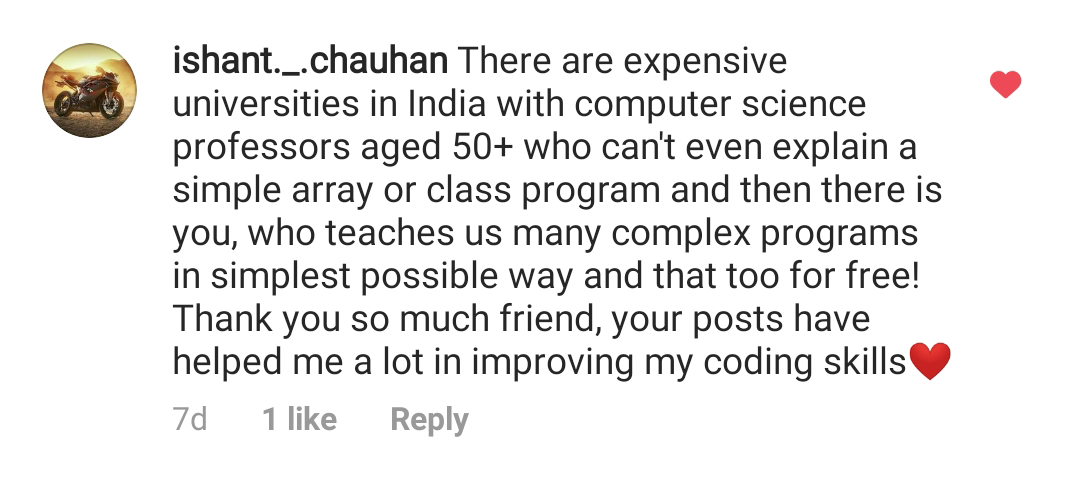 ishant._.chauhan There are expensive
universities in India with computer science
professors aged 50+ who can't even explain a
simple array or class program and then there is
you, who teaches us many complex programs
in simplest possible way and that too for free!
Thank you so much friend, your posts have
helped me a lot in improving my coding skills❤️
7d 1 like Reply